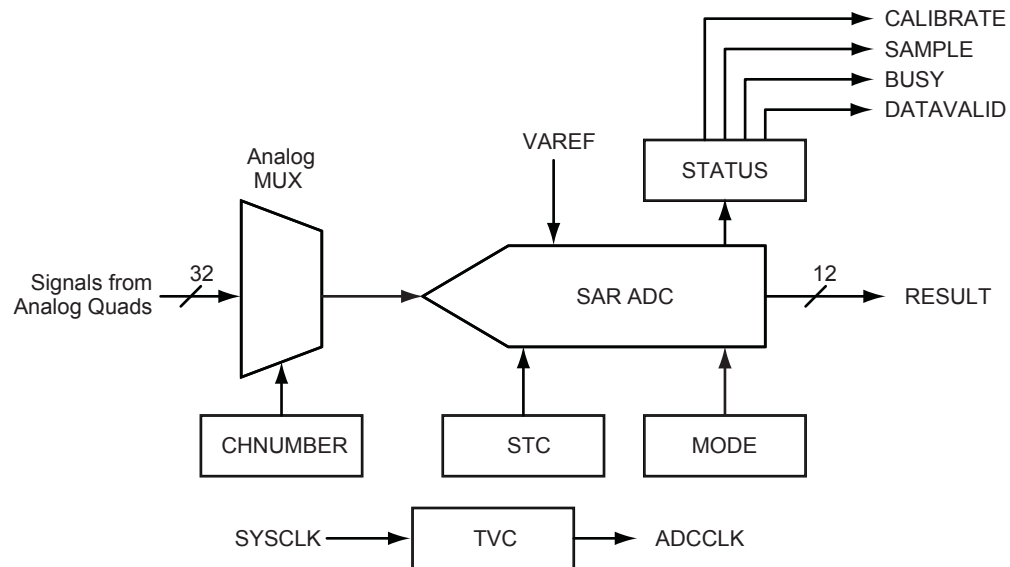 CALIBRATE
SAMPLE
BUSY
DATAVALID
STATUS
VAREF
Analog
MUX
Signals from
Analog Quads
32
SAR ADC
12
RESULT
CHNUMBER
STC
MODE
SYSCLK
TVC
ADCCLK